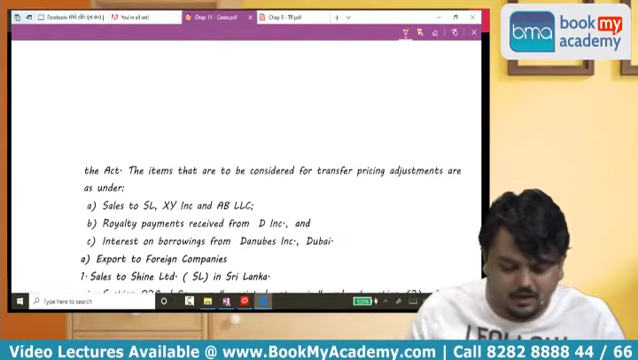 You're all set!
Chap 11 - Cases.pdf
Chap 5 - TP.pdf
book my
academy
bma
the Act. The items that are to be considered for transfer pricing adjustments are
as under:
a) Sales to SL, XY Inc and AB LLC;
b) Royalty payments received from D Inc., and
c) Interest on borrowings from Danubes Inc., Dubai.
a) Export to Foreign Companies
1. Sales to Shine Ltd. ( SL) in Sri Lanka.
Type here to search
100%
I FOLLOW
Video Lectures Available @ www.BookMyAcademy.com | Call 8282 8888 44 / 66